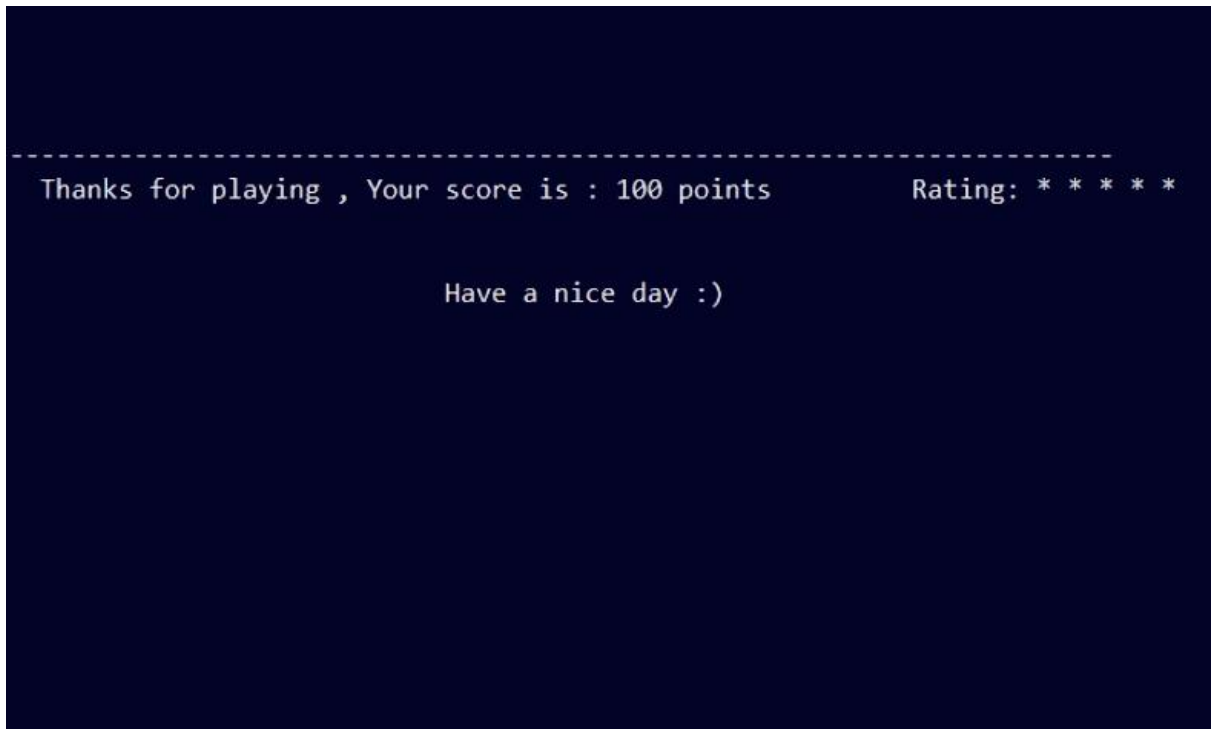 -----------------------------------------------------------------------
Thanks for playing , Your score is : 100 points Rating: * * * * *
Have a nice day :)